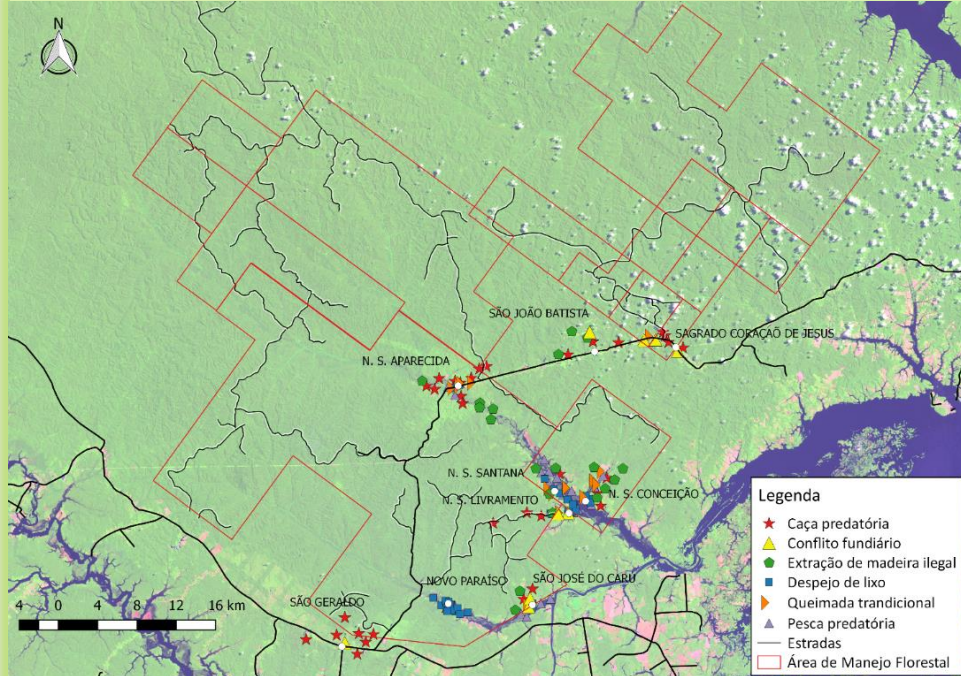 N
SÃO JOÃO BATISTA
SAGRADO CORAÇAÕ DE JESUS
N. S. APARECIDA
N. S. SANTANA
N. S. LIVRAMENTO
N. S. CONCEIÇÃO
NOVO PARAÍSO
SÃO JOSÉ DO CARU
SÃO GERALDO
4 0 4 8 12 16 km
Legenda
Caça predatória
Conflito fundiário
Extração de madeira ilegal
Despejo de lixo
Queimada trandicional
Pesca predatória
Estradas
Área de Manejo Florestal